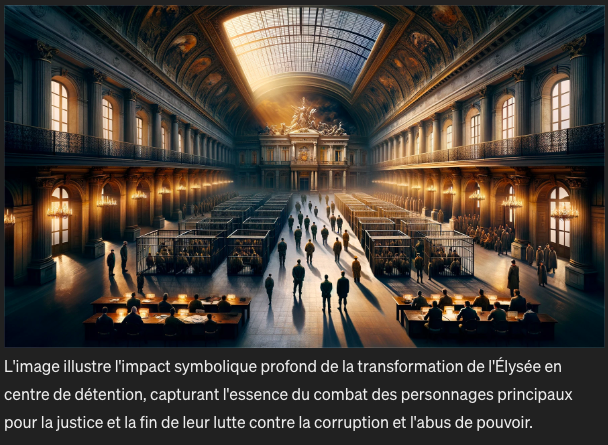 L'image illustre l'impact symbolique profond de la transformation de l'Élysée en
centre de détention, capturant l'essence du combat des personnages principaux
pour la justice et la fin de leur lutte contre la corruption et l'abus de pouvoir.